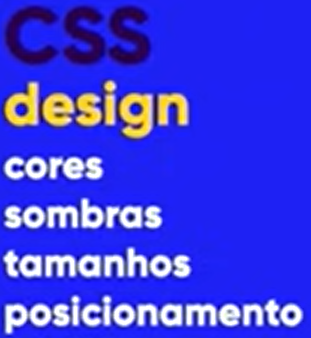 CSS
design
cores
sombras
tamanhos
posicionamento